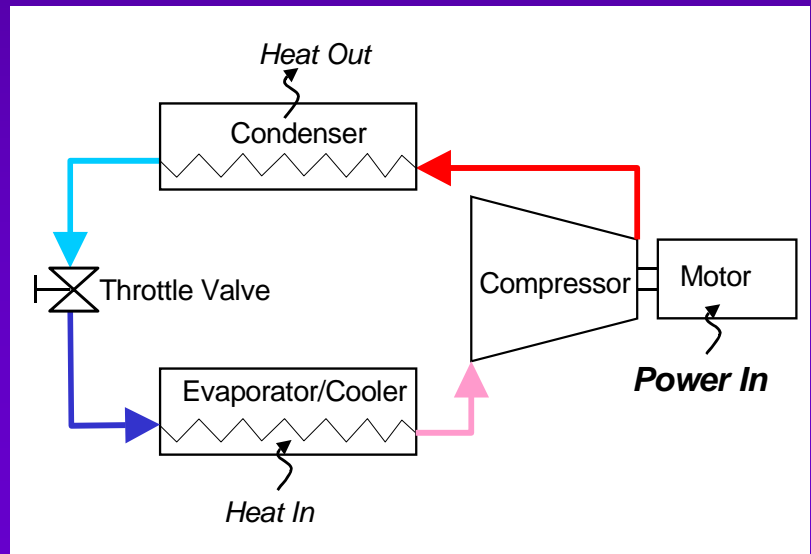 Heat Out
Condenser
Throttle Valve
Compressor
Motor
Power In
Evaporator/Cooler
Heat In